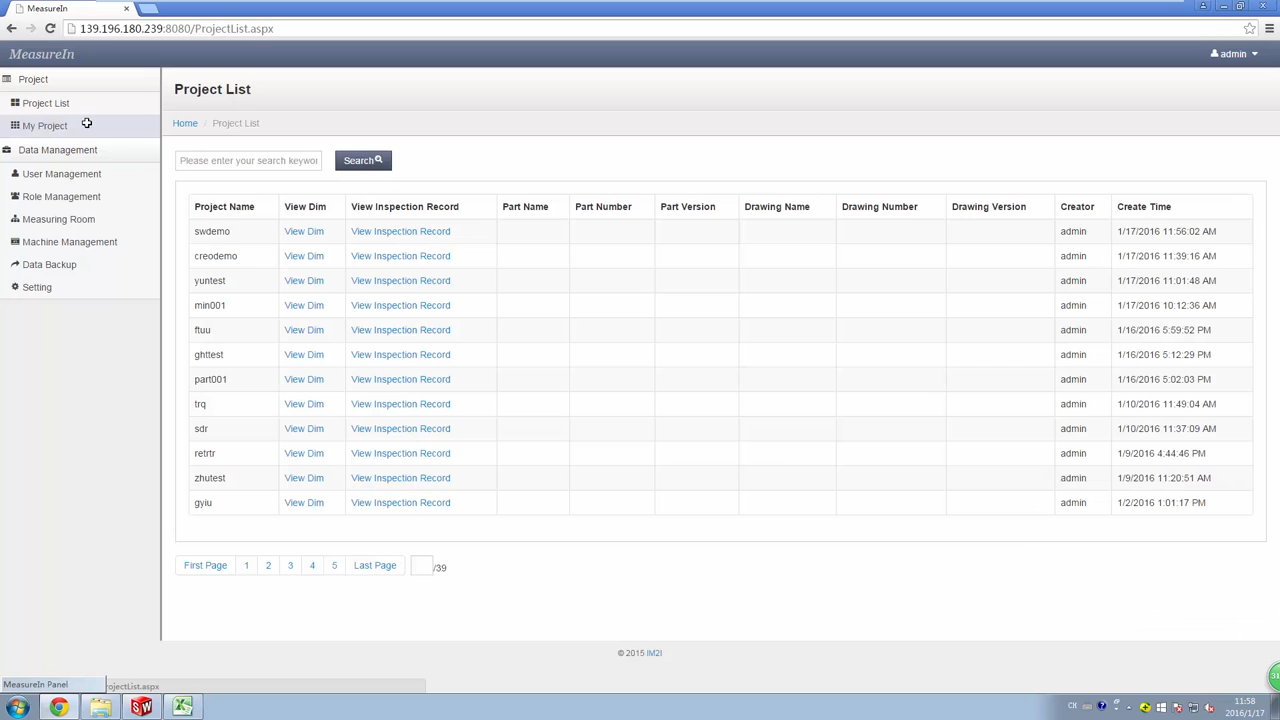 MeasureIn
139.196.180.239:8080/ProjectList.aspx
MeasureIn
admin
Project
Project List
My Project
Data Management
User Management
Role Management
Measuring Room
Machine Management
Data Backup
Setting
Project List
Home / Project List
Please enter your search keywor
Search
Project Name View Dim View Inspection Record Part Name Part Number Part Version Drawing Name Drawing Number Drawing Version Creator Create Time
swdemo View Dim View Inspection Record admin 1/17/2016 11:56:02 AM
creodemo View Dim View Inspection Record admin 1/17/2016 11:39:16 AM
yuntest View Dim View Inspection Record admin 1/17/2016 11:01:48 AM
min001 View Dim View Inspection Record admin 1/17/2016 10:12:36 AM
ftuu View Dim View Inspection Record admin 1/16/2016 5:59:52 PM
ghttest View Dim View Inspection Record admin 1/16/2016 5:12:29 PM
part001 View Dim View Inspection Record admin 1/16/2016 5:02:03 PM
trq View Dim View Inspection Record admin 1/10/2016 11:49:04 AM
sdr View Dim View Inspection Record admin 1/10/2016 11:37:09 AM
retrtr View Dim View Inspection Record admin 1/9/2016 4:44:46 PM
zhutest View Dim View Inspection Record admin 1/9/2016 11:20:51 AM
gyiu View Dim View Inspection Record admin 1/2/2016 1:01:17 PM
First Page 1 2 3 4 5 Last Page /39
© 2015 IM2I
MeasureIn Panel
rojectList.aspx
31
CH
11:58
2016/1/17